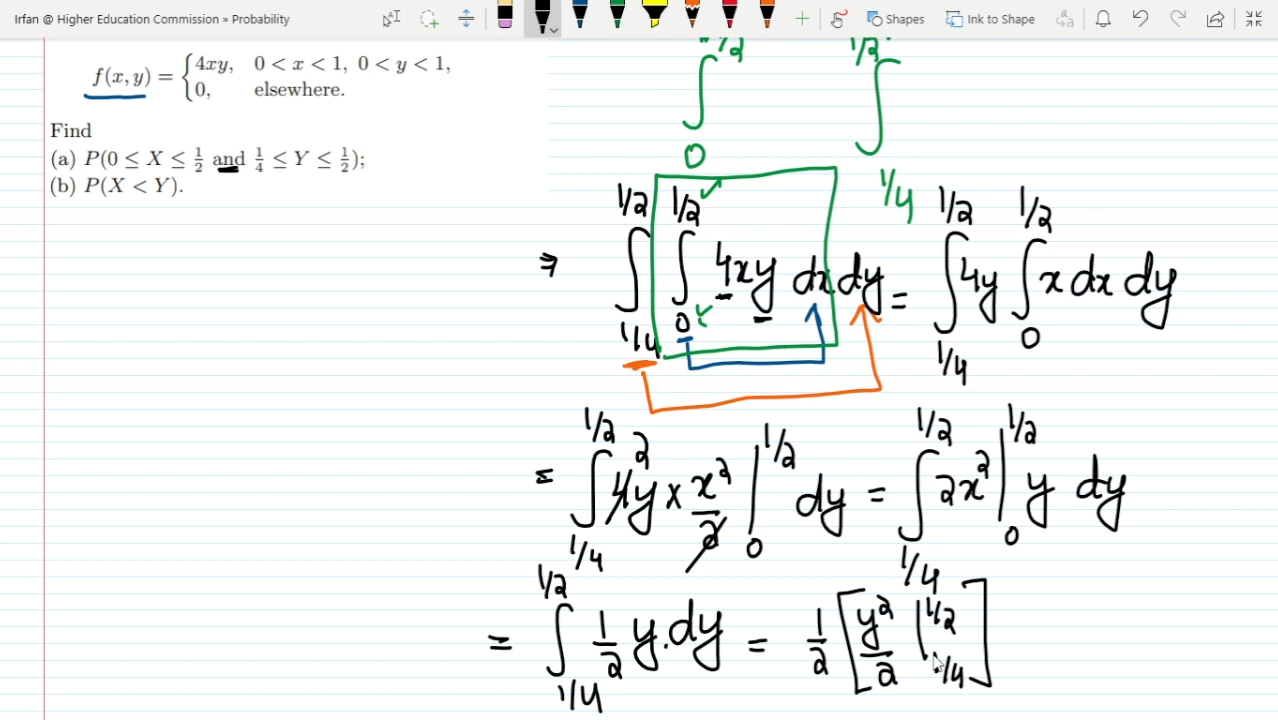 Irfan @ Higher Education Commission » Probability
Shapes
Ink to Shape
f(x, y) = { 4xy, 0 < x < 1, 0 < y < 1,
0, elsewhere.
Find
(a) P(0 ≤ X ≤ 1/2 and 1/4 ≤ Y ≤ 1/2);
(b) P(X < Y).
∫_0^{1/2} ∫_{1/4}^{1/2}
⇒ ∫_{1/4}^{1/2} ∫_0^{1/2} 4xy dx dy = ∫_{1/4}^{1/2} 4y ∫_0^{1/2} x dx dy
= ∫_{1/4}^{1/2} 4 2 y × x²/2 |_0^{1/2} dy = ∫_{1/4}^{1/2} 2x² |_0^{1/2} y dy
= ∫_{1/4}^{1/2} 1/2 y. dy = 1/2 [ y²/2 |_{1/4}^{1/2} ]